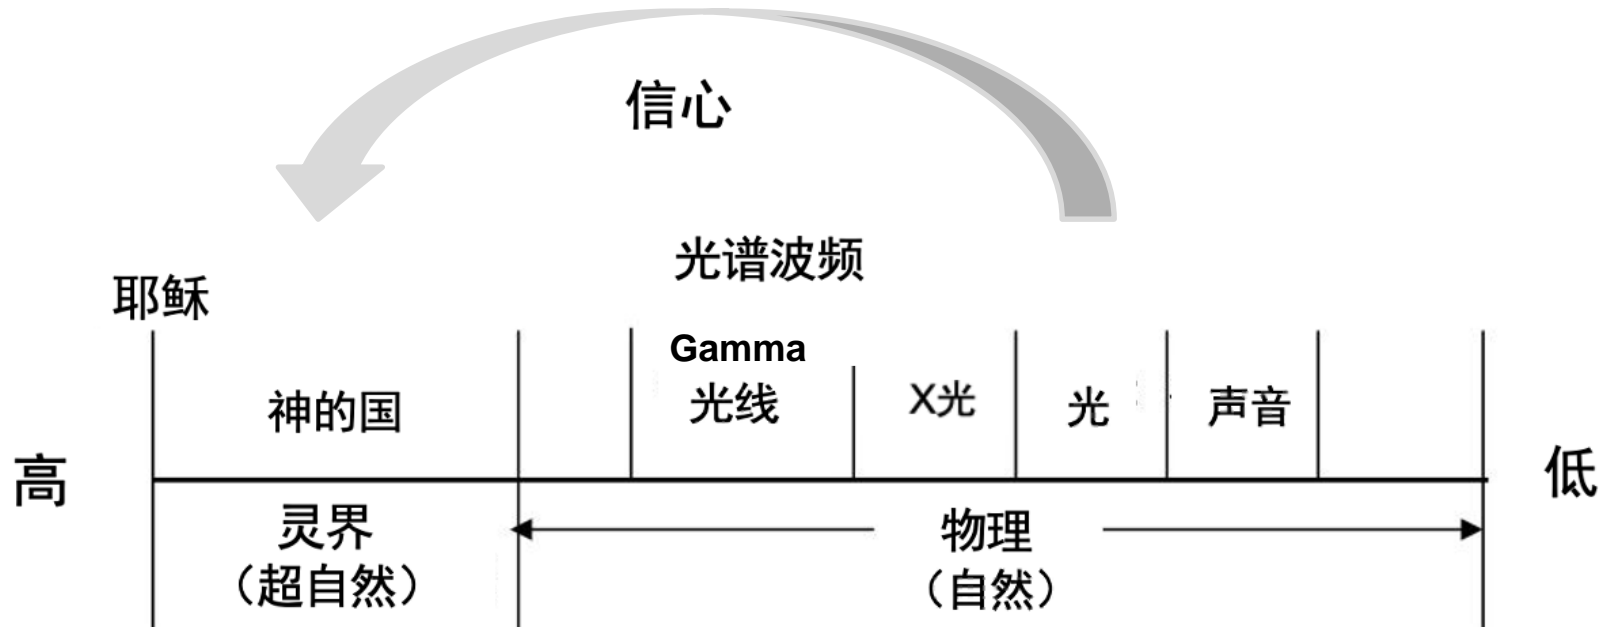 信心
光谱波频
耶稣
Gamma
光线
X光
光
声音
神的国
高
低
灵界
（超自然）
物理
（自然）